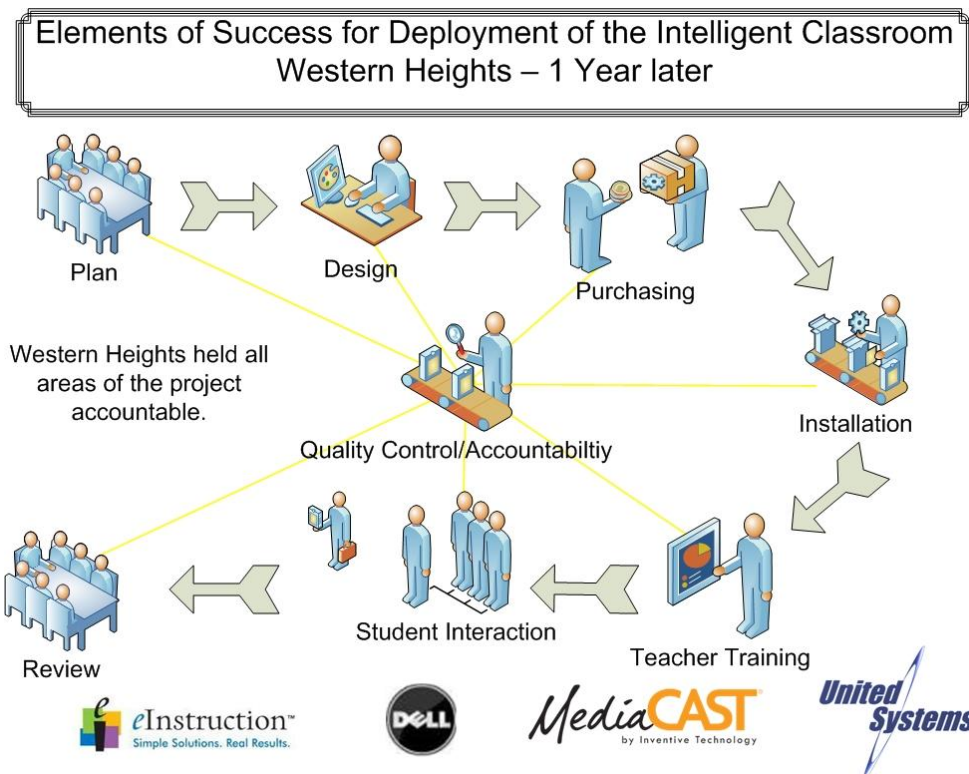 Elements of Success for Deployment of the Intelligent Classroom
Western Heights – 1 Year later
Plan
Design
Purchasing
Western Heights held all
areas of the project
accountable.
Installation
Quality Control/Accountabiltiy
Student Interaction
Teacher Training
Review
eInstruction™
Simple Solutions. Real Results.
DELL
MediaCAST®
by Inventive Technology
United
Systems